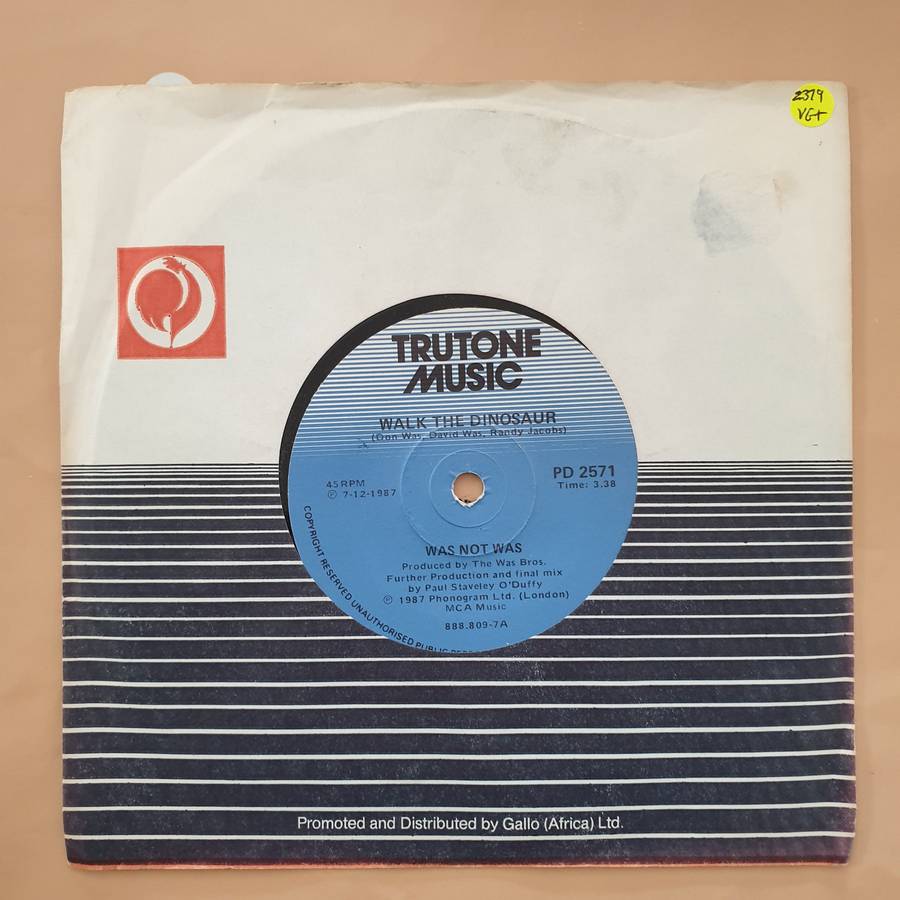 2379
VG+
TRUTONE
MUSIC
WALK THE DINOSAUR
(Don Was, David Was, Randy Jacobs)
45 RPM
℗ 7-12-1987
PD 2571
Time: 3.38
WAS NOT WAS
Produced by The Was Bros.
Further Production and final mix
by Paul Staveley O'Duffy
℗ 1987 Phonogram Ltd. (London)
MCA Music
888.809-7A
COPYRIGHT RESERVED UNAUTHORISED PUBLIC
Promoted and Distributed by Gallo (Africa) Ltd.